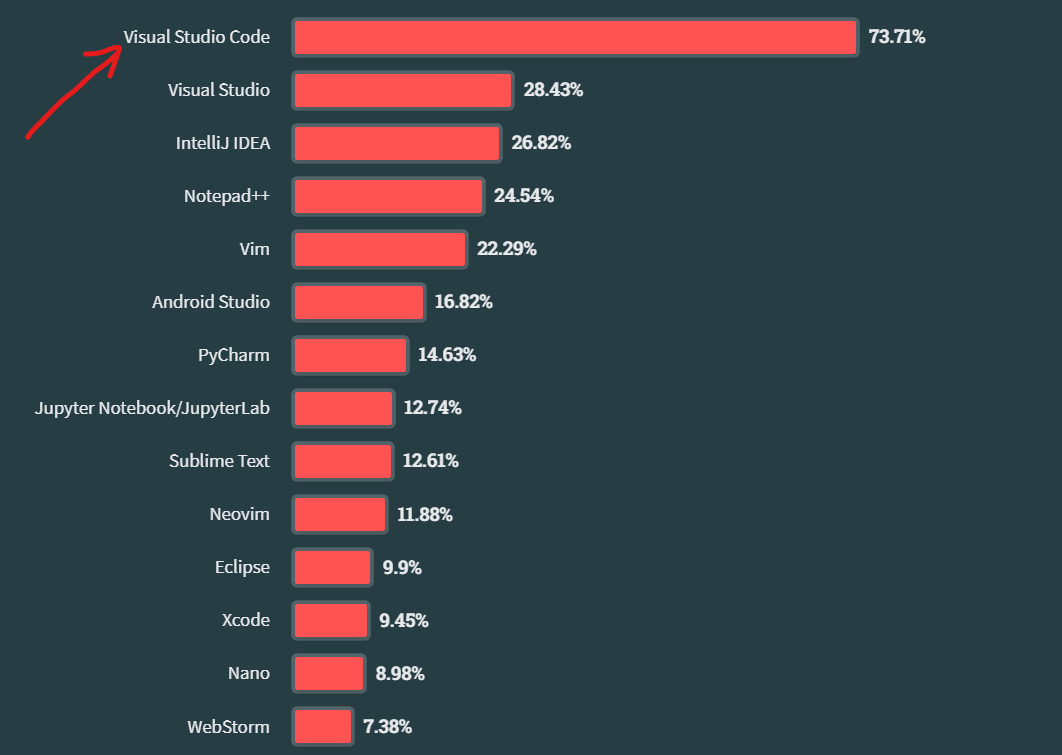 Visual Studio Code 73.71%
Visual Studio 28.43%
IntelliJ IDEA 26.82%
Notepad++ 24.54%
Vim 22.29%
Android Studio 16.82%
PyCharm 14.63%
Jupyter Notebook/JupyterLab 12.74%
Sublime Text 12.61%
Neovim 11.88%
Eclipse 9.9%
Xcode 9.45%
Nano 8.98%
WebStorm 7.38%